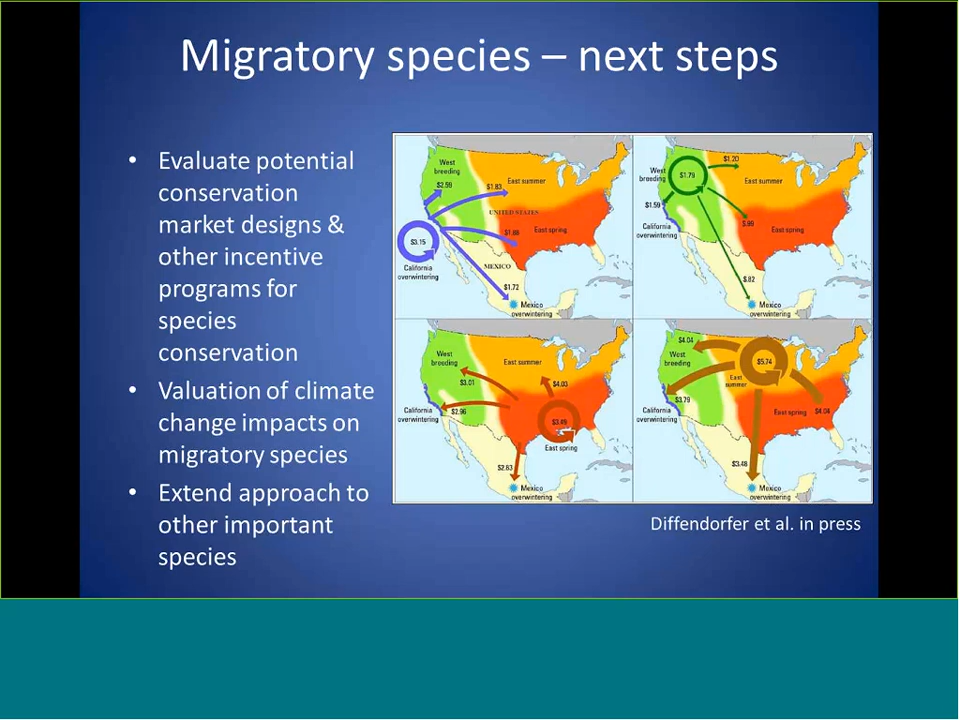 Migratory species – next steps
• Evaluate potential
conservation
market designs &
other incentive
programs for
species
conservation
• Valuation of climate
change impacts on
migratory species
• Extend approach to
other important
species
West
breeding
$2.59
$1.83
East summer
UNITED STATES
$1.88
East spring
$3.15
California
overwintering
MEXICO
$1.72
Mexico
overwintering
West
breeding
$1.79
$1.20
East summer
$1.59
California
overwintering
$.99
East spring
$.82
Mexico
overwintering
West
breeding
East summer
$3.01
$4.03
California
overwintering
$2.96
$3.49
East spring
$2.83
Mexico
overwintering
$4.04
West
breeding
$5.74
East
summer
$3.79
California
overwintering
East spring
$4.04
$3.48
Mexico
overwintering
Diffendorfer et al. in press